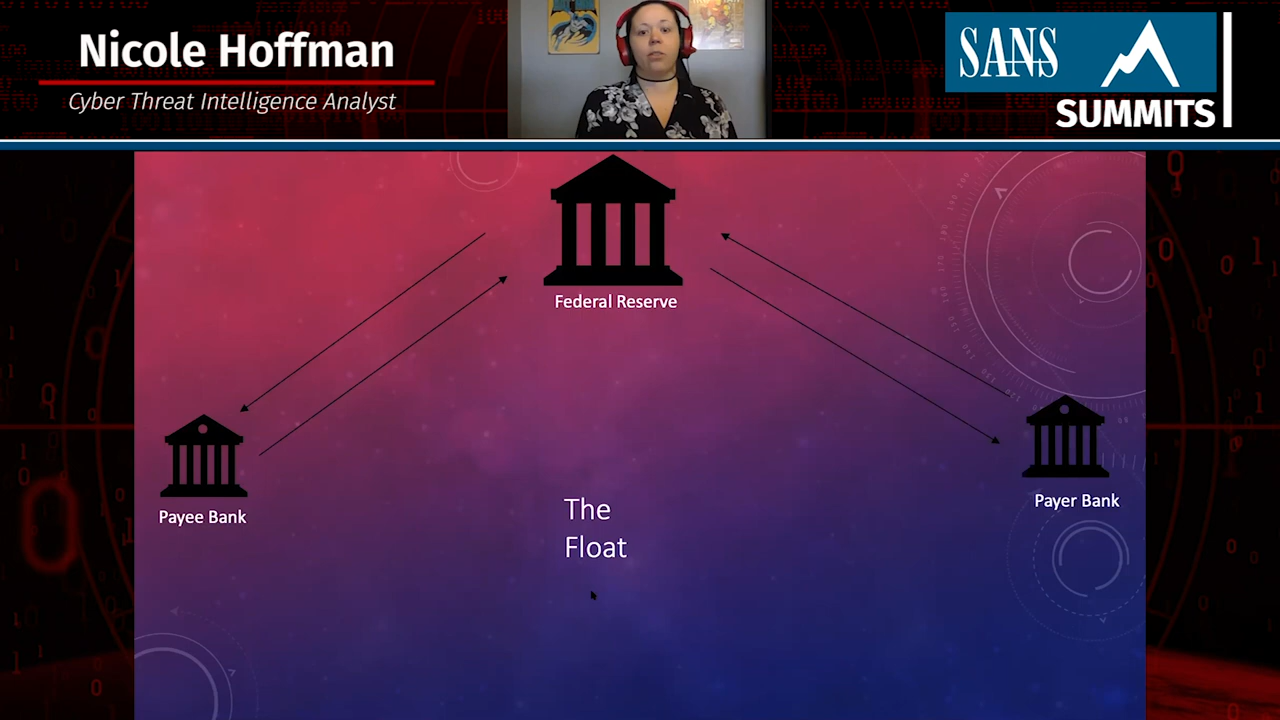 Nicole Hoffman
Cyber Threat Intelligence Analyst
SANS
SUMMITS
Federal Reserve
Payee Bank
Payer Bank
The
Float